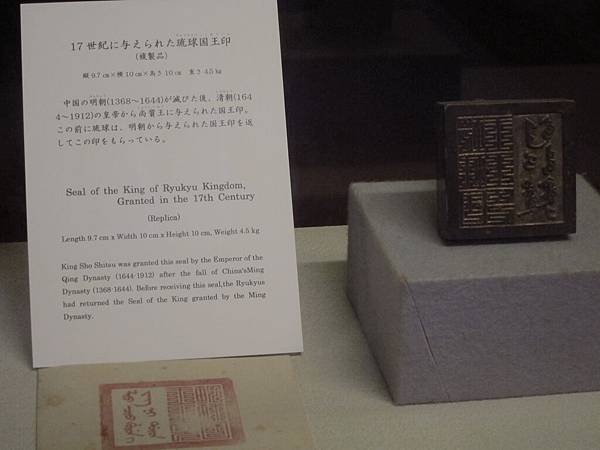 17世紀に与えられた琉球国王印
(複製品)
縦9.7㎝×横10㎝×高さ10㎝ 重さ4.5㎏
中国の明朝(1368～1644)が滅びた後、清朝(164
4～1912)の皇帝から尚質王に与えられた国王印。
この前に琉球は、明朝から与えられた国王印を返
してこの印をもらっている。
Seal of the King of Ryukyu Kingdom,
Granted in the 17th Century
(Replica)
Length 9.7 cm x Width 10 cm x Height 10 cm, Weight 4.5 kg
King Sho Shitsu was granted this seal by the Emperor of the
Qing Dynasty (1644-1912) after the fall of China'sMing
Dynasty (1368-1644). Before receiving this seal,the Ryukyus
had returned the Seal of the King granted by the Ming
Dynasty.